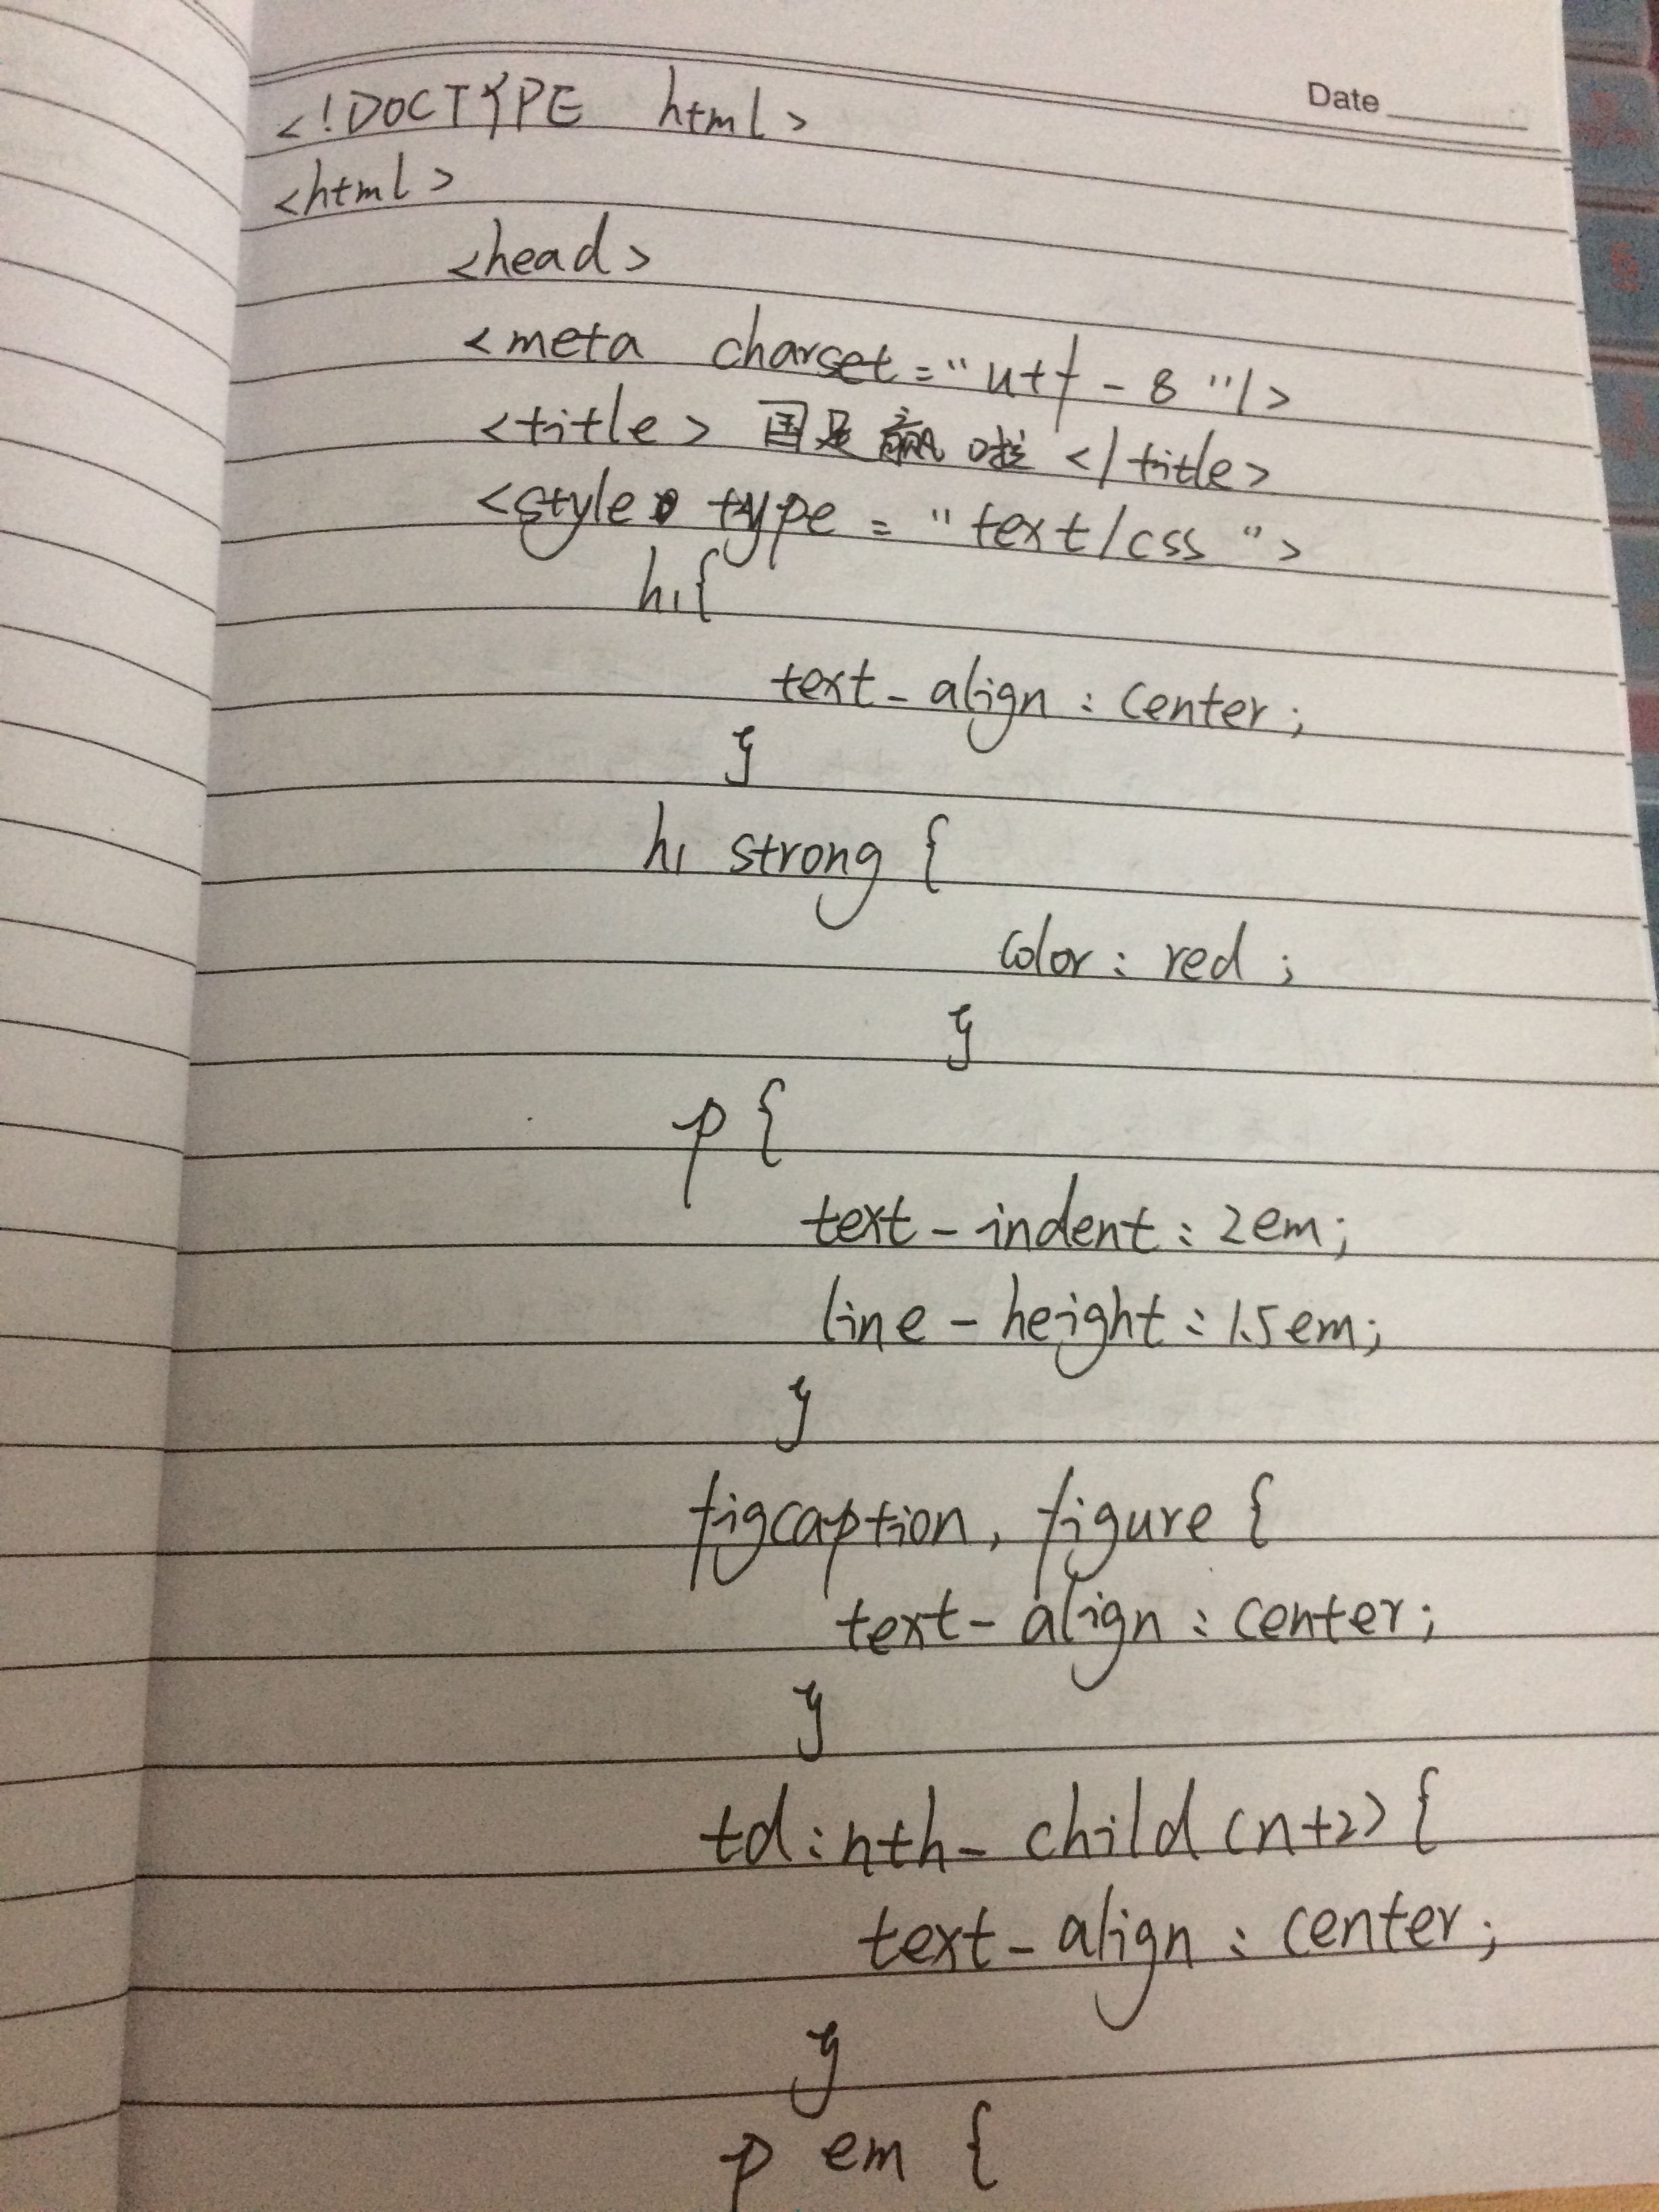 Date
<!DOCTYPE html>
<html>
<head>
<meta charset="utf-8"/>
<title>国足赢啦</title>
<style type="text/css">
h1{
text-align:center;
}
h1 strong{
color:red;
}
p{
text-indent:2em;
line-height:1.5em;
}
figcaption,figure{
text-align:center;
}
td:nth-child(n+2){
text-align:center;
}
p em {